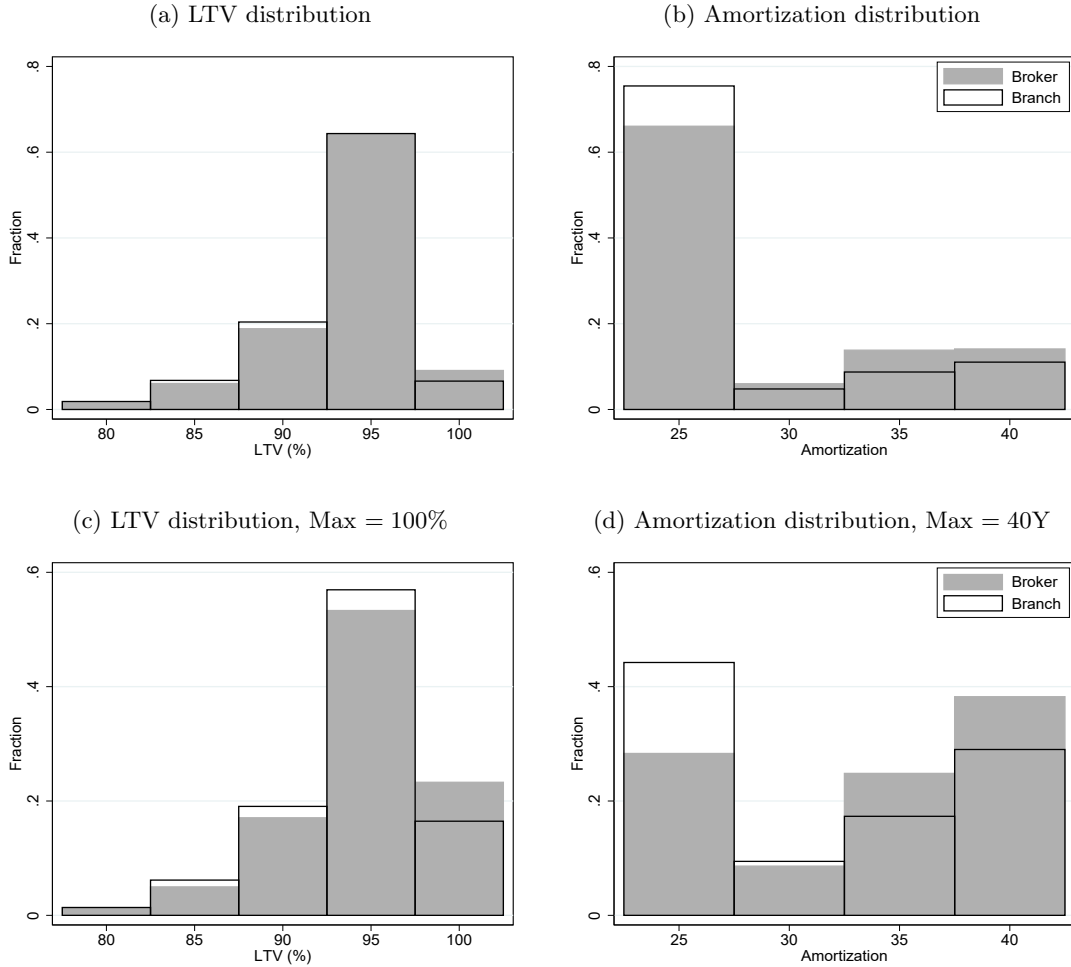 (a) LTV distribution
(b) Amortization distribution
.8
.6
.4
.2
0
Fraction
80 85 90 95 100
LTV (%)
.8
.6
.4
.2
0
Fraction
25 30 35 40
Amortization
Broker
Branch
(c) LTV distribution, Max = 100%
(d) Amortization distribution, Max = 40Y
.6
.4
.2
0
Fraction
80 85 90 95 100
LTV (%)
.6
.4
.2
0
Fraction
25 30 35 40
Amortization
Broker
Branch